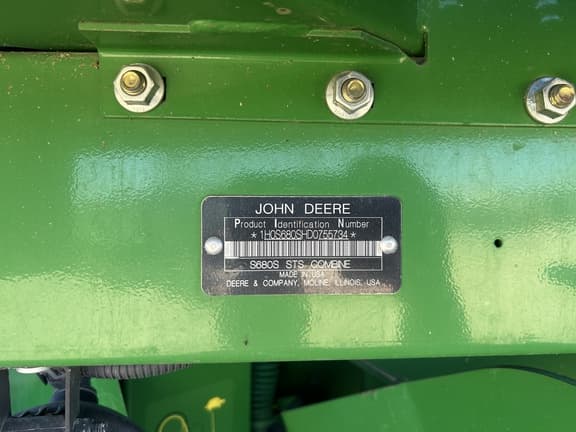 JOHN DEERE
Product Identification Number
*1H0S680SHD0755734*
S680S STS COMBINE
MADE IN USA
DEERE & COMPANY, MOLINE, ILLINOIS, USA